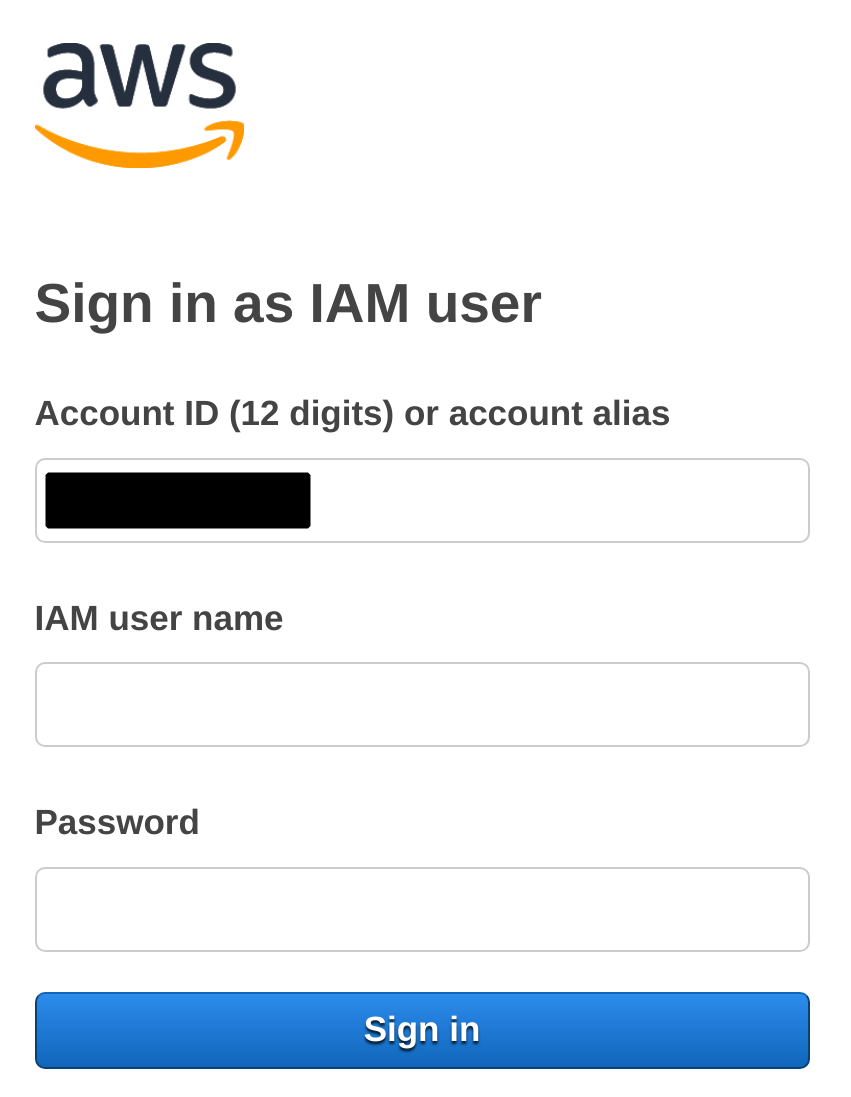 aws
Sign in as IAM user
Account ID (12 digits) or account alias
IAM user name
Password
Sign in